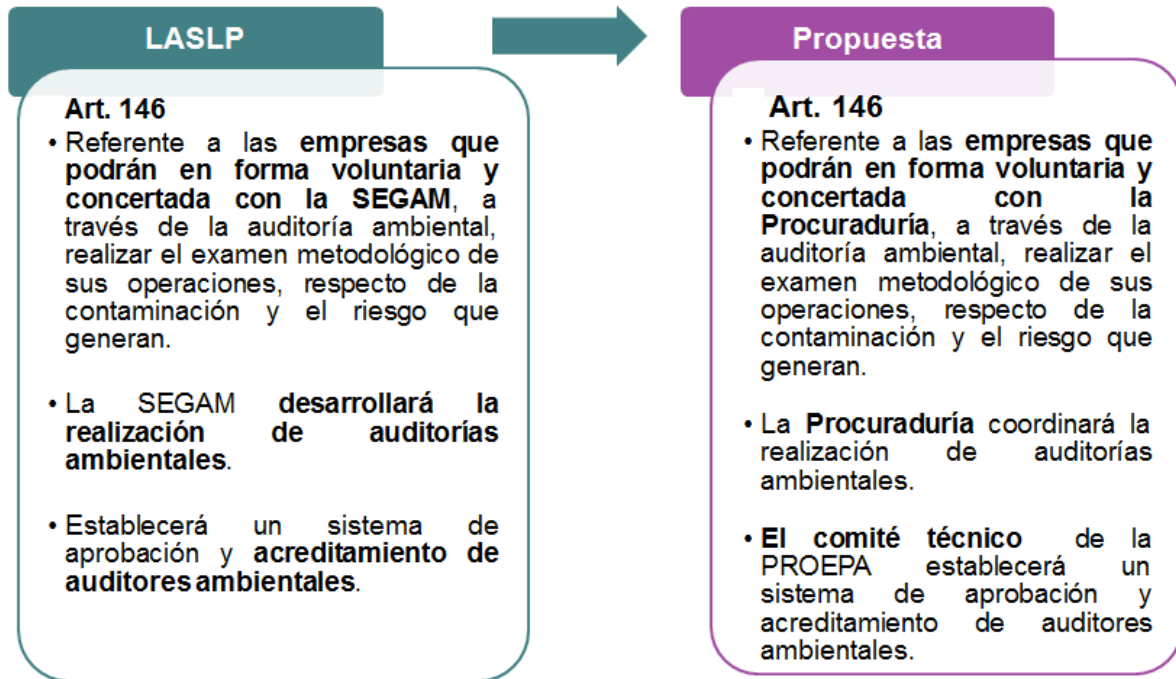 LASLP
Art. 146
• Referente a las empresas que
podrán en forma voluntaria y
concertada con la SEGAM, a
través de la auditoría ambiental,
realizar el examen metodológico de
sus operaciones, respecto de la
contaminación y el riesgo que
generan.
• La SEGAM desarrollará la
realización de auditorías
ambientales.
• Establecerá un sistema de
aprobación y acreditamiento de
auditores ambientales.
Propuesta
Art. 146
• Referente a las empresas que
podrán en forma voluntaria y
concertada con la
Procuraduría, a través de la
auditoría ambiental, realizar el
examen metodológico de sus
operaciones, respecto de la
contaminación y el riesgo que
generan.
• La Procuraduría coordinará la
realización de auditorías
ambientales.
• El comité técnico de la
PROEPA establecerá un
sistema de aprobación y
acreditamiento de auditores
ambientales.